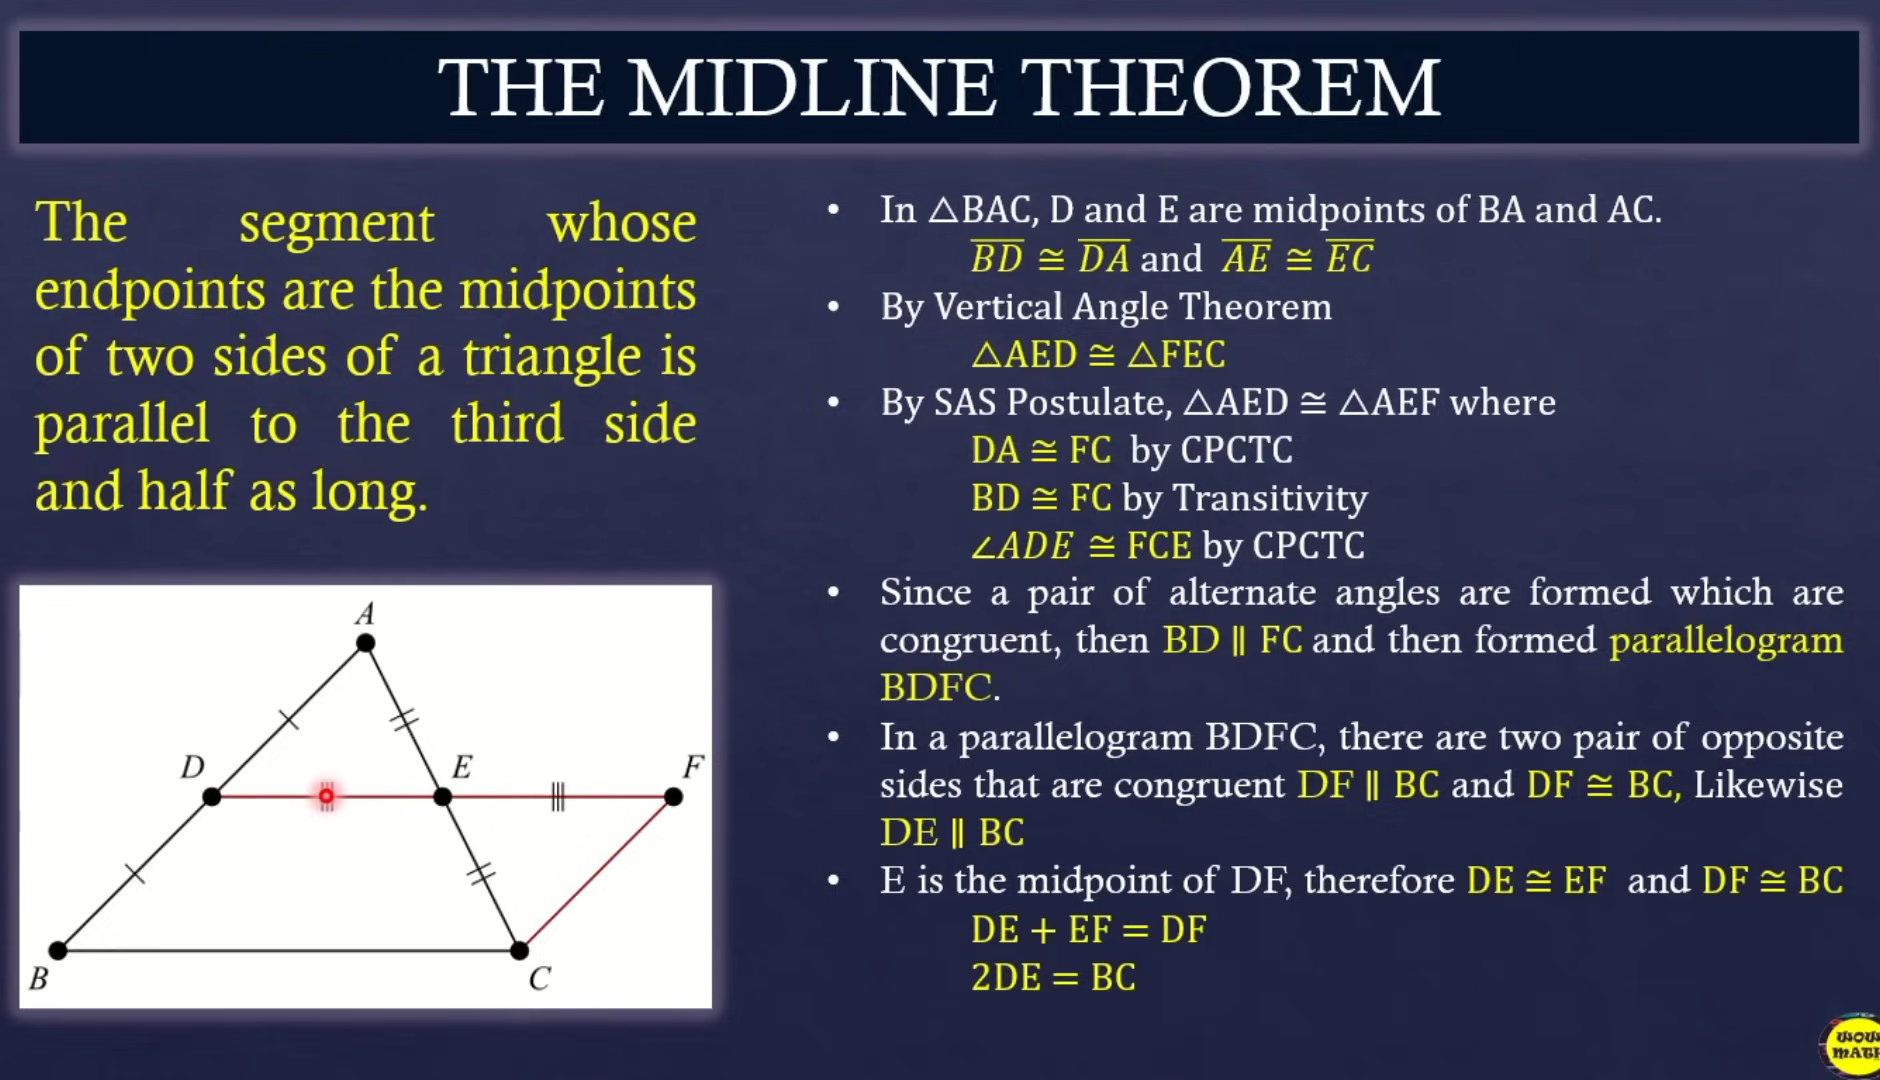 THE MIDLINE THEOREM
The segment whose
endpoints are the midpoints
of two sides of a triangle is
parallel to the third side
and half as long.
• In △BAC, D and E are midpoints of BA and AC.
B̅D̅ ≅ D̅A̅ and A̅E̅ ≅ E̅C̅
• By Vertical Angle Theorem
△AED ≅ △FEC
• By SAS Postulate, △AED ≅ △AEF where
DA ≅ FC by CPCTC
BD ≅ FC by Transitivity
∠ADE ≅ FCE by CPCTC
• Since a pair of alternate angles are formed which are
congruent, then BD ∥ FC and then formed parallelogram
BDFC.
• In a parallelogram BDFC, there are two pair of opposite
sides that are congruent DF ∥ BC and DF ≅ BC, Likewise
DE ∥ BC
• E is the midpoint of DF, therefore DE ≅ EF and DF ≅ BC
DE + EF = DF
2DE = BC
A
D
E
F
B
C
WOW
MATH